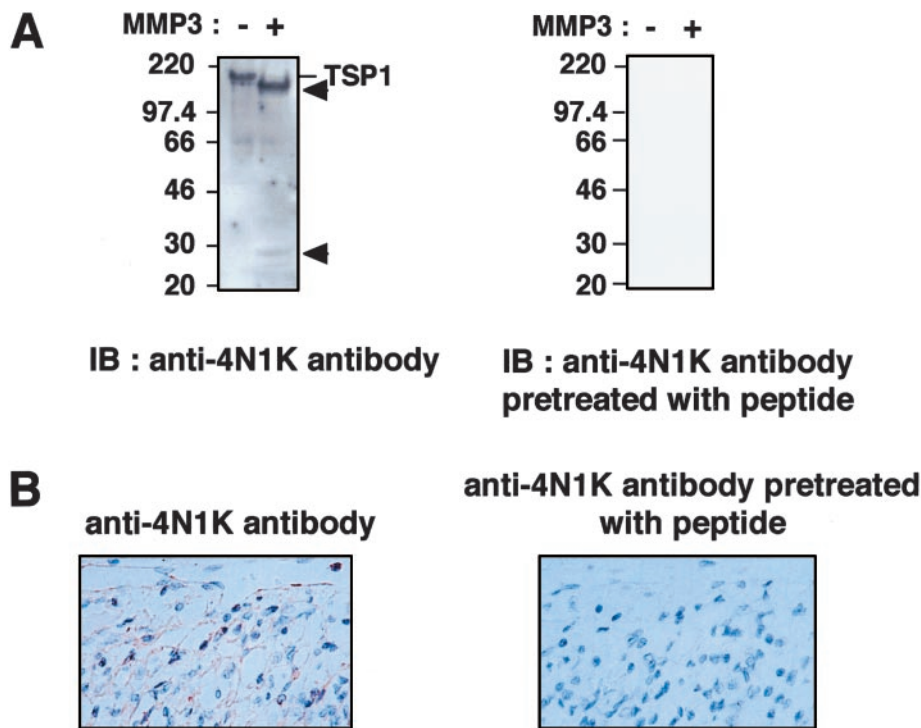 A
MMP3 : - +
220
TSP1
97.4
66
46
30
20
IB : anti-4N1K antibody
MMP3 : - +
220
97.4
66
46
30
20
IB : anti-4N1K antibody
pretreated with peptide
B
anti-4N1K antibody
anti-4N1K antibody pretreated
with peptide